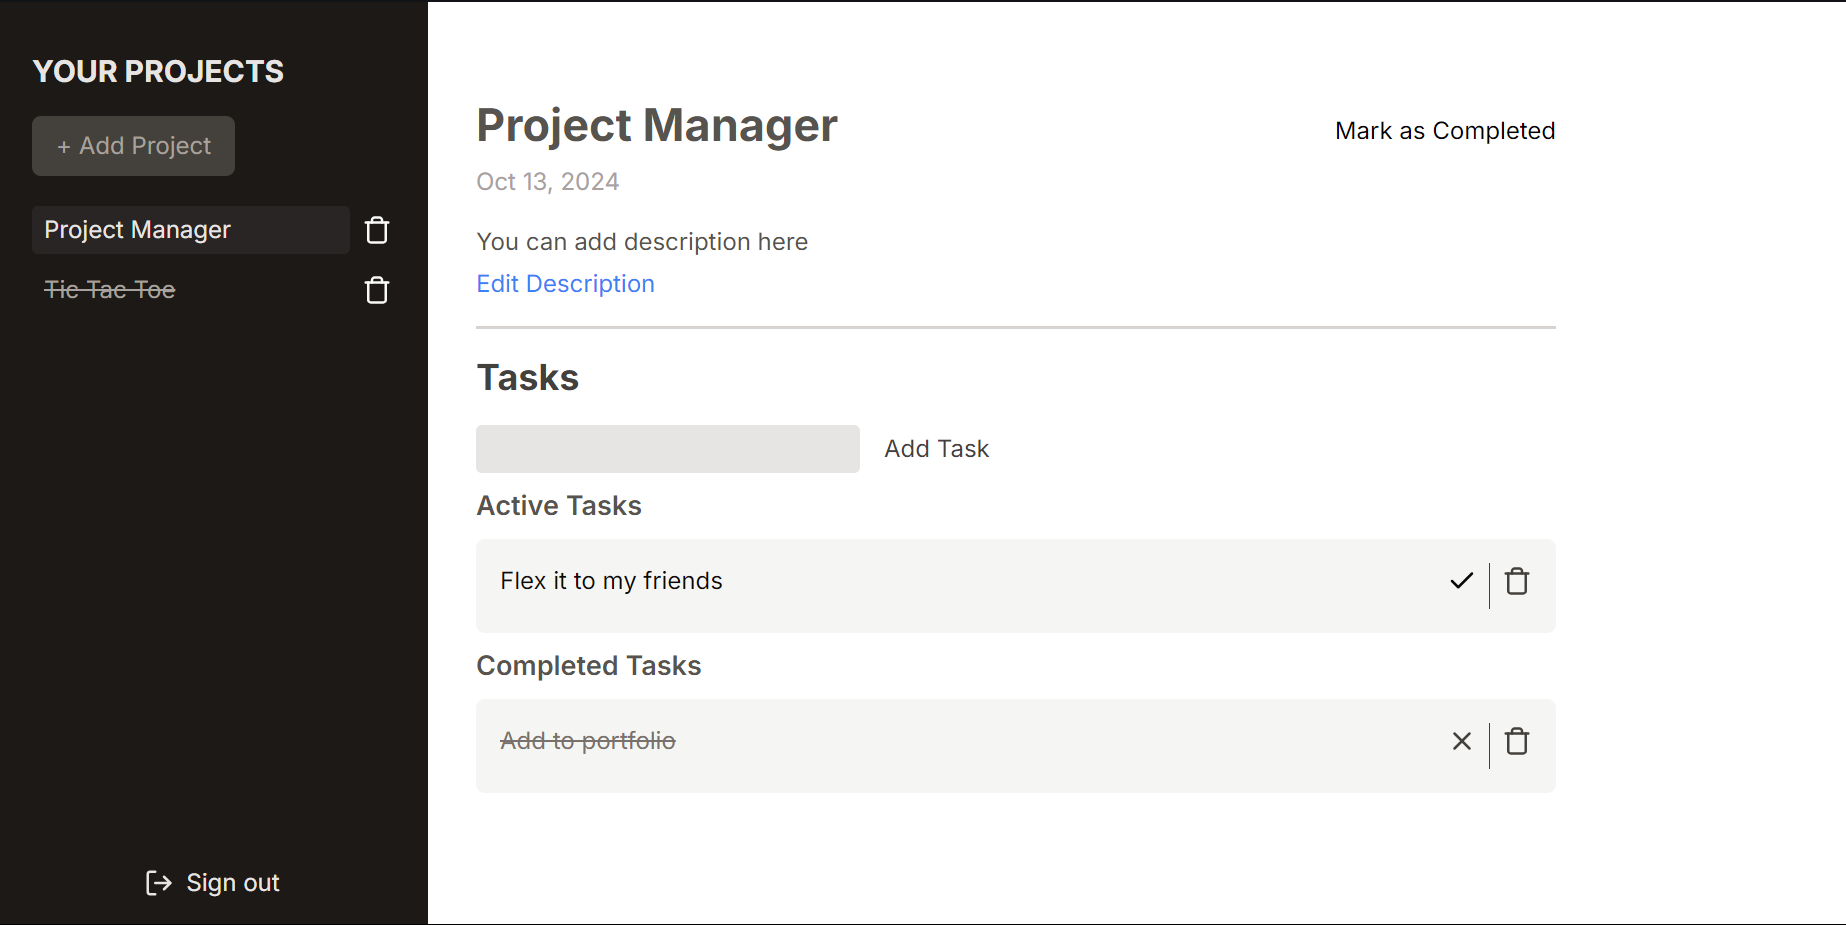 YOUR PROJECTS
+ Add Project
Project Manager
Tic Tac Toe
Sign out
Project Manager
Mark as Completed
Oct 13, 2024
You can add description here
Edit Description
Tasks
Add Task
Active Tasks
Flex it to my friends
Completed Tasks
Add to portfolio